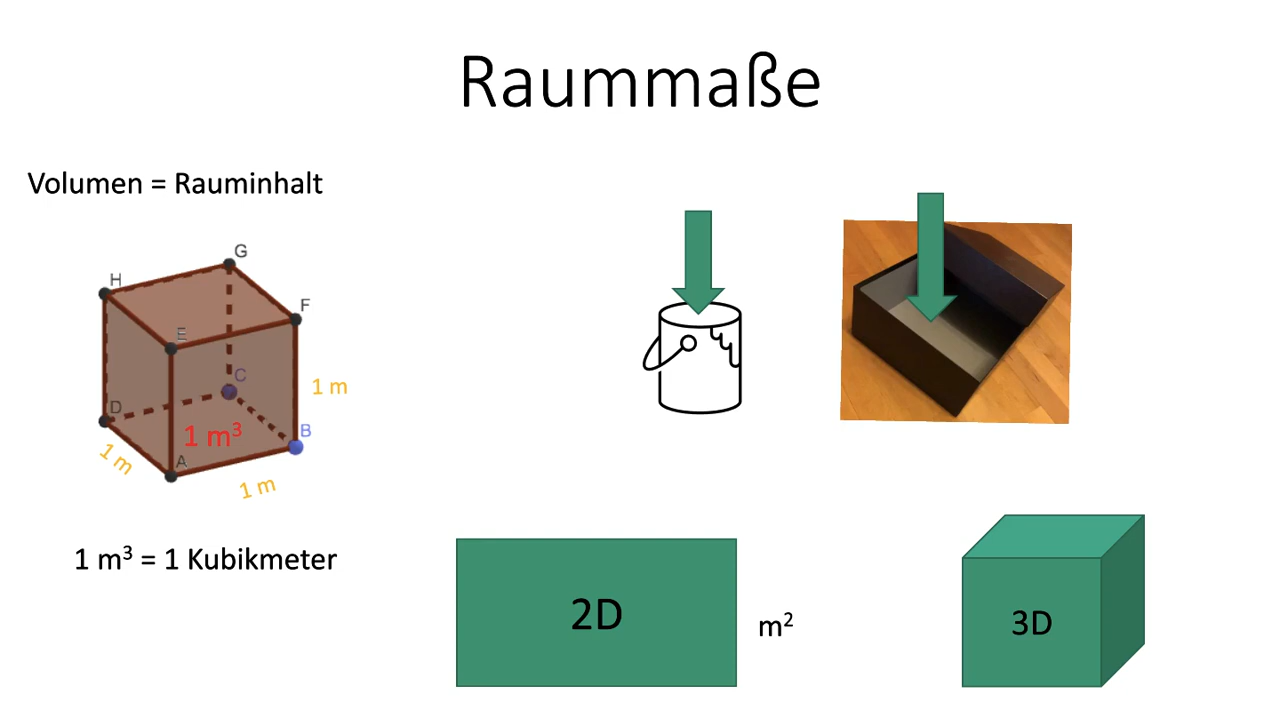 Raummaße
Volumen = Rauminhalt
G
H
F
E
1 m
C
D
1 m³
B
A
1 m
1 m
1 m³ = 1 Kubikmeter
2D
m²
3D